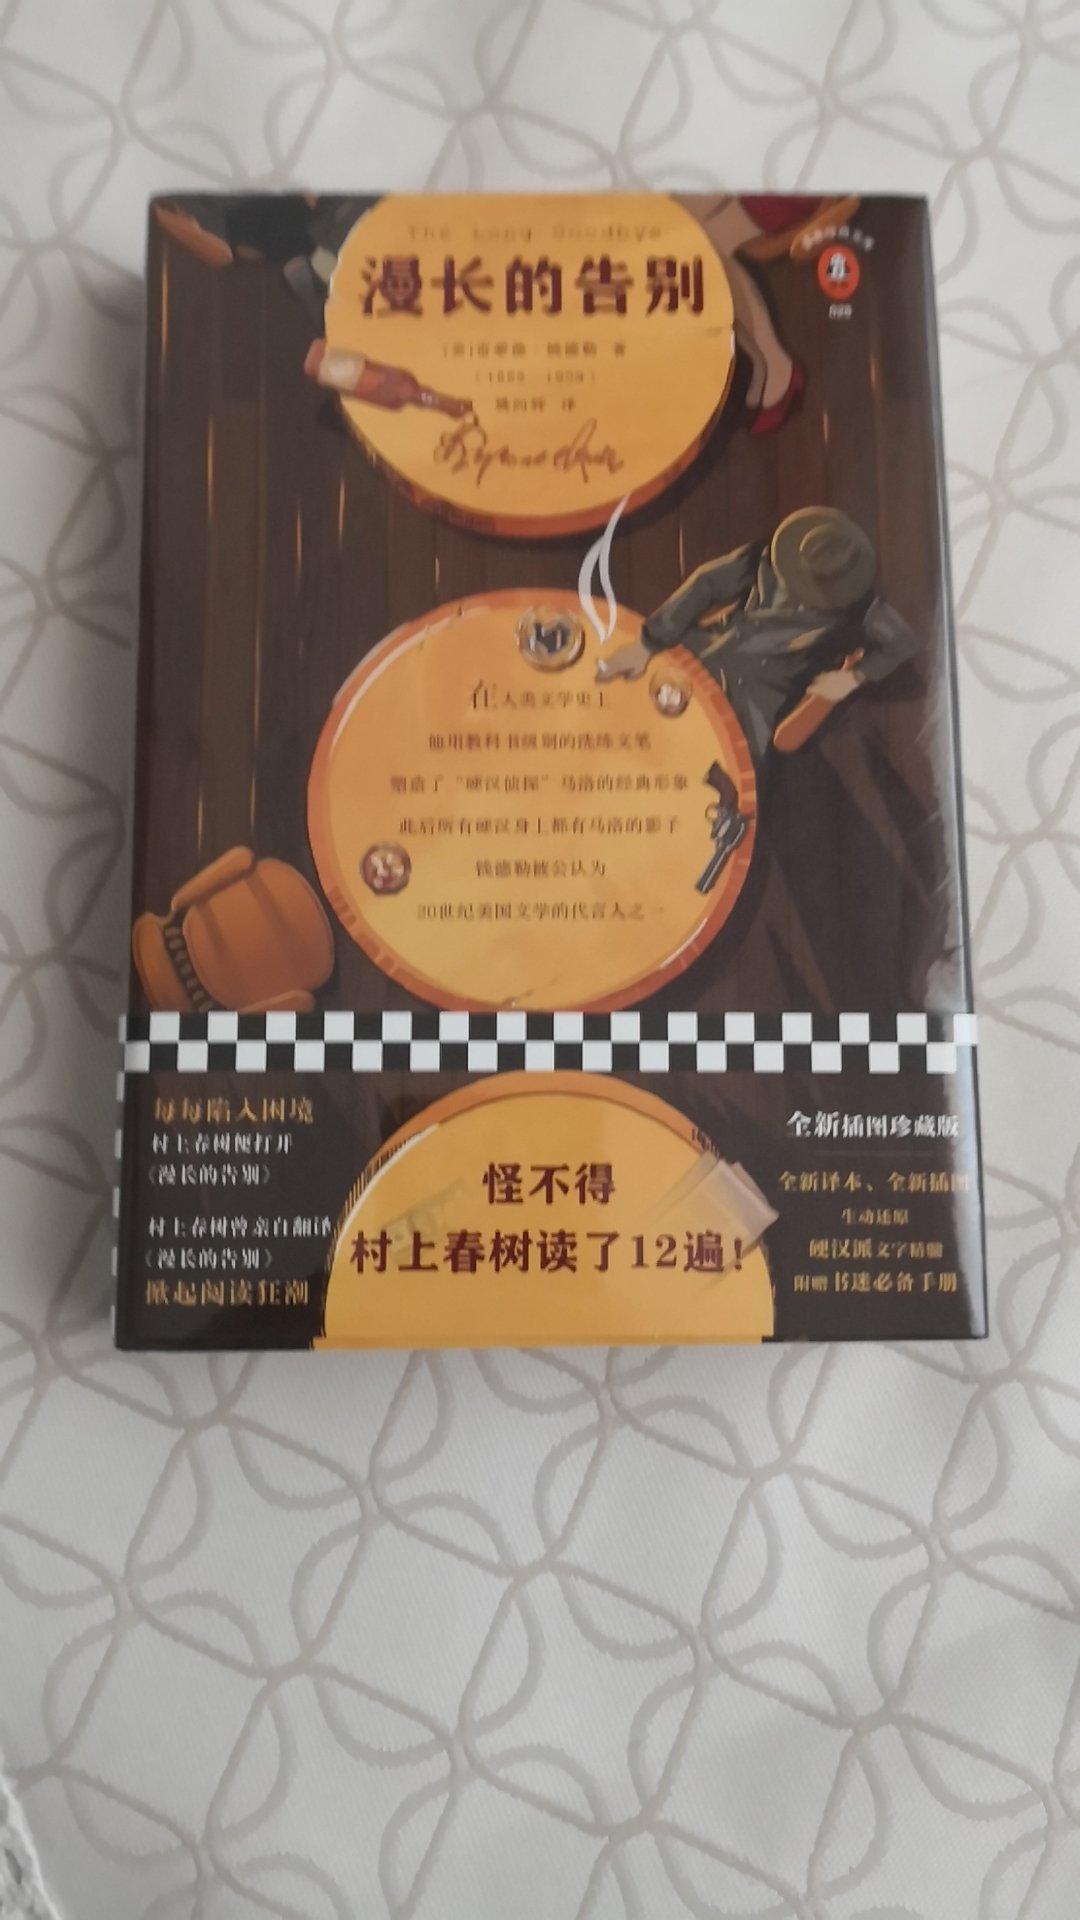 The Long Goodbye
漫长的告别
[美]雷蒙德·钱德勒 著
(1888—1959)
姚向辉 译
在人类文学史上
他用教科书级别的洗练文笔
塑造了“硬汉侦探”马洛的经典形象
此后所有硬汉身上都有马洛的影子
钱德勒被公认为
20世纪美国文学的代言人之一
每每陷入困境
村上春树便打开
《漫长的告别》
村上春树曾亲自翻译
《漫长的告别》
掀起阅读狂潮
怪不得
村上春树读了12遍!
全新插图珍藏版
全新译本、全新插图
生动还原
硬汉派文字精髓
附赠书迷必备手册